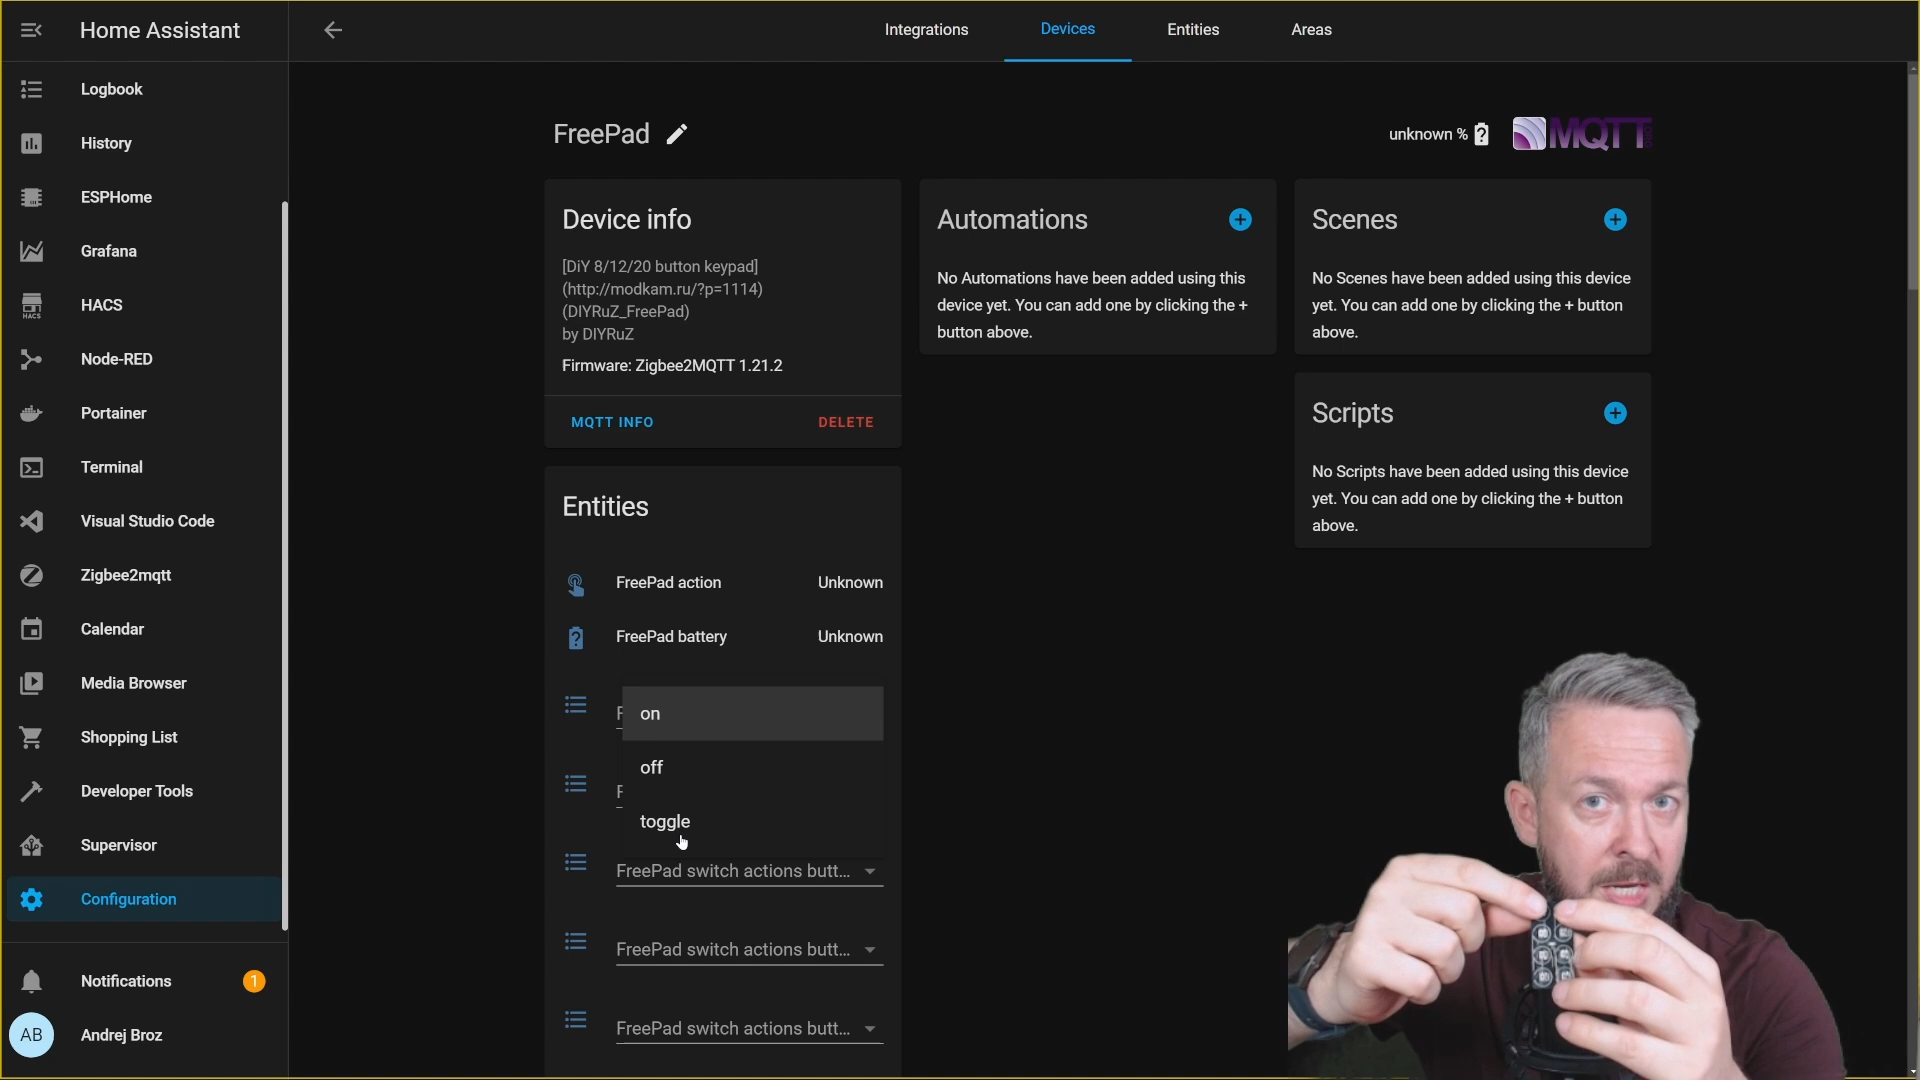 Home Assistant
Integrations
Devices
Entities
Areas
Logbook
History
ESPHome
Grafana
HACS
HACS
Node-RED
Portainer
Terminal
Visual Studio Code
Zigbee2mqtt
Calendar
Media Browser
Shopping List
Developer Tools
Supervisor
Configuration
Notifications
1
AB
Andrej Broz
FreePad
unknown %
MQTT
Device info
[DiY 8/12/20 button keypad]
(http://modkam.ru/?p=1114)
(DIYRuZ_FreePad)
by DIYRuZ
Firmware: Zigbee2MQTT 1.21.2
MQTT INFO
DELETE
Automations
No Automations have been added using this
device yet. You can add one by clicking the +
button above.
Scenes
No Scenes have been added using this device
yet. You can add one by clicking the + button
above.
Scripts
No Scripts have been added using this device
yet. You can add one by clicking the + button
above.
Entities
FreePad action
Unknown
FreePad battery
Unknown
on
off
toggle
FreePad switch actions butt...
FreePad switch actions butt...
FreePad switch actions butt...